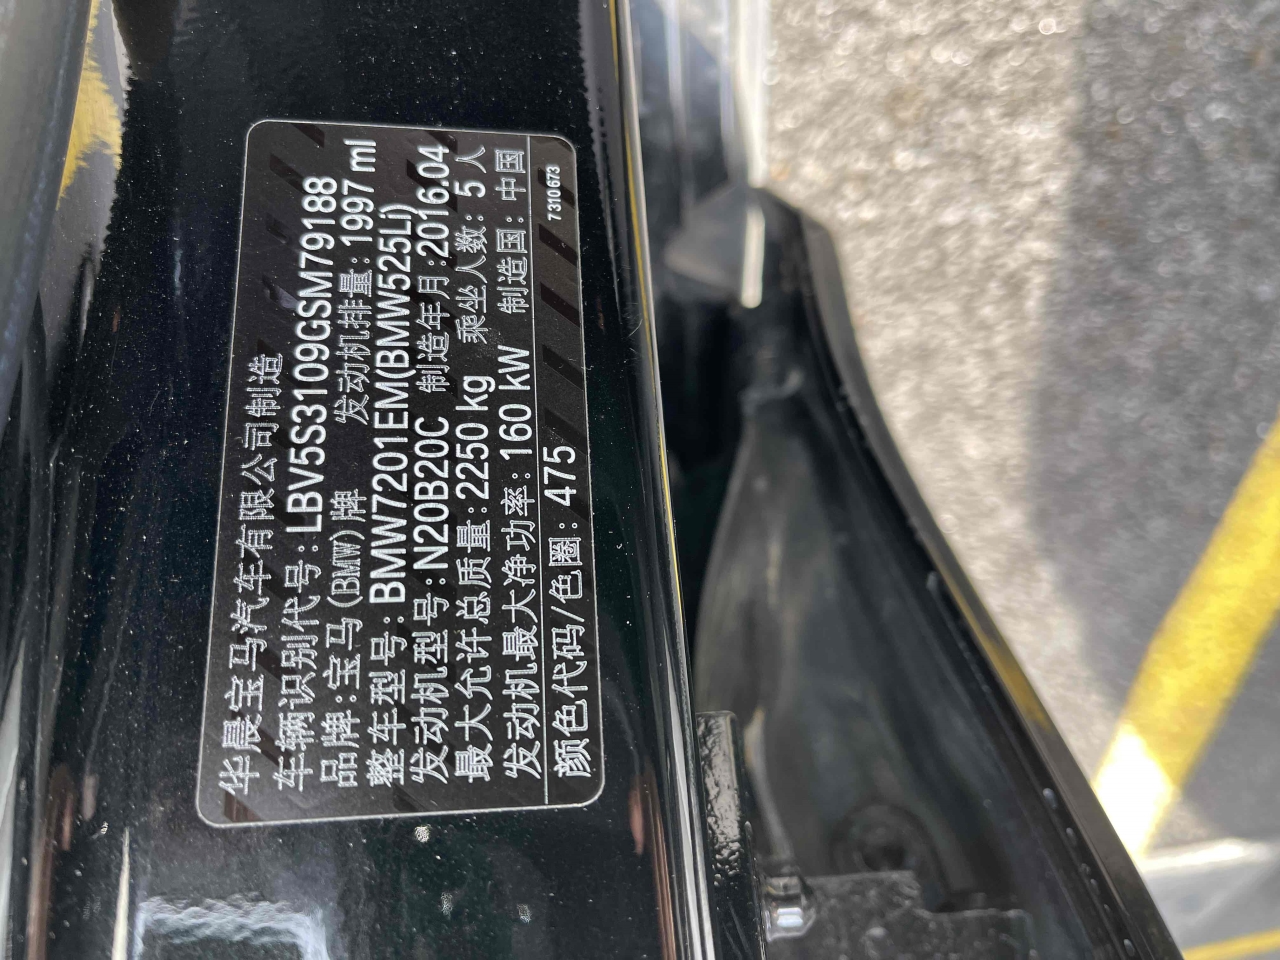 华晨宝马汽车有限公司制造
车辆识别代号:LBV5S3109GSM79188
品牌:宝马(BMW)牌 发动机排量:1997 ml
整车型号:BMW7201EM(BMW525Li)
发动机型号:N20B20C 制造年月:2016.04
最大允许总质量:2250 kg 乘坐人数: 5 人
发动机最大净功率:160 kW 制造国: 中国
颜色代码/色圈: 475 7310673